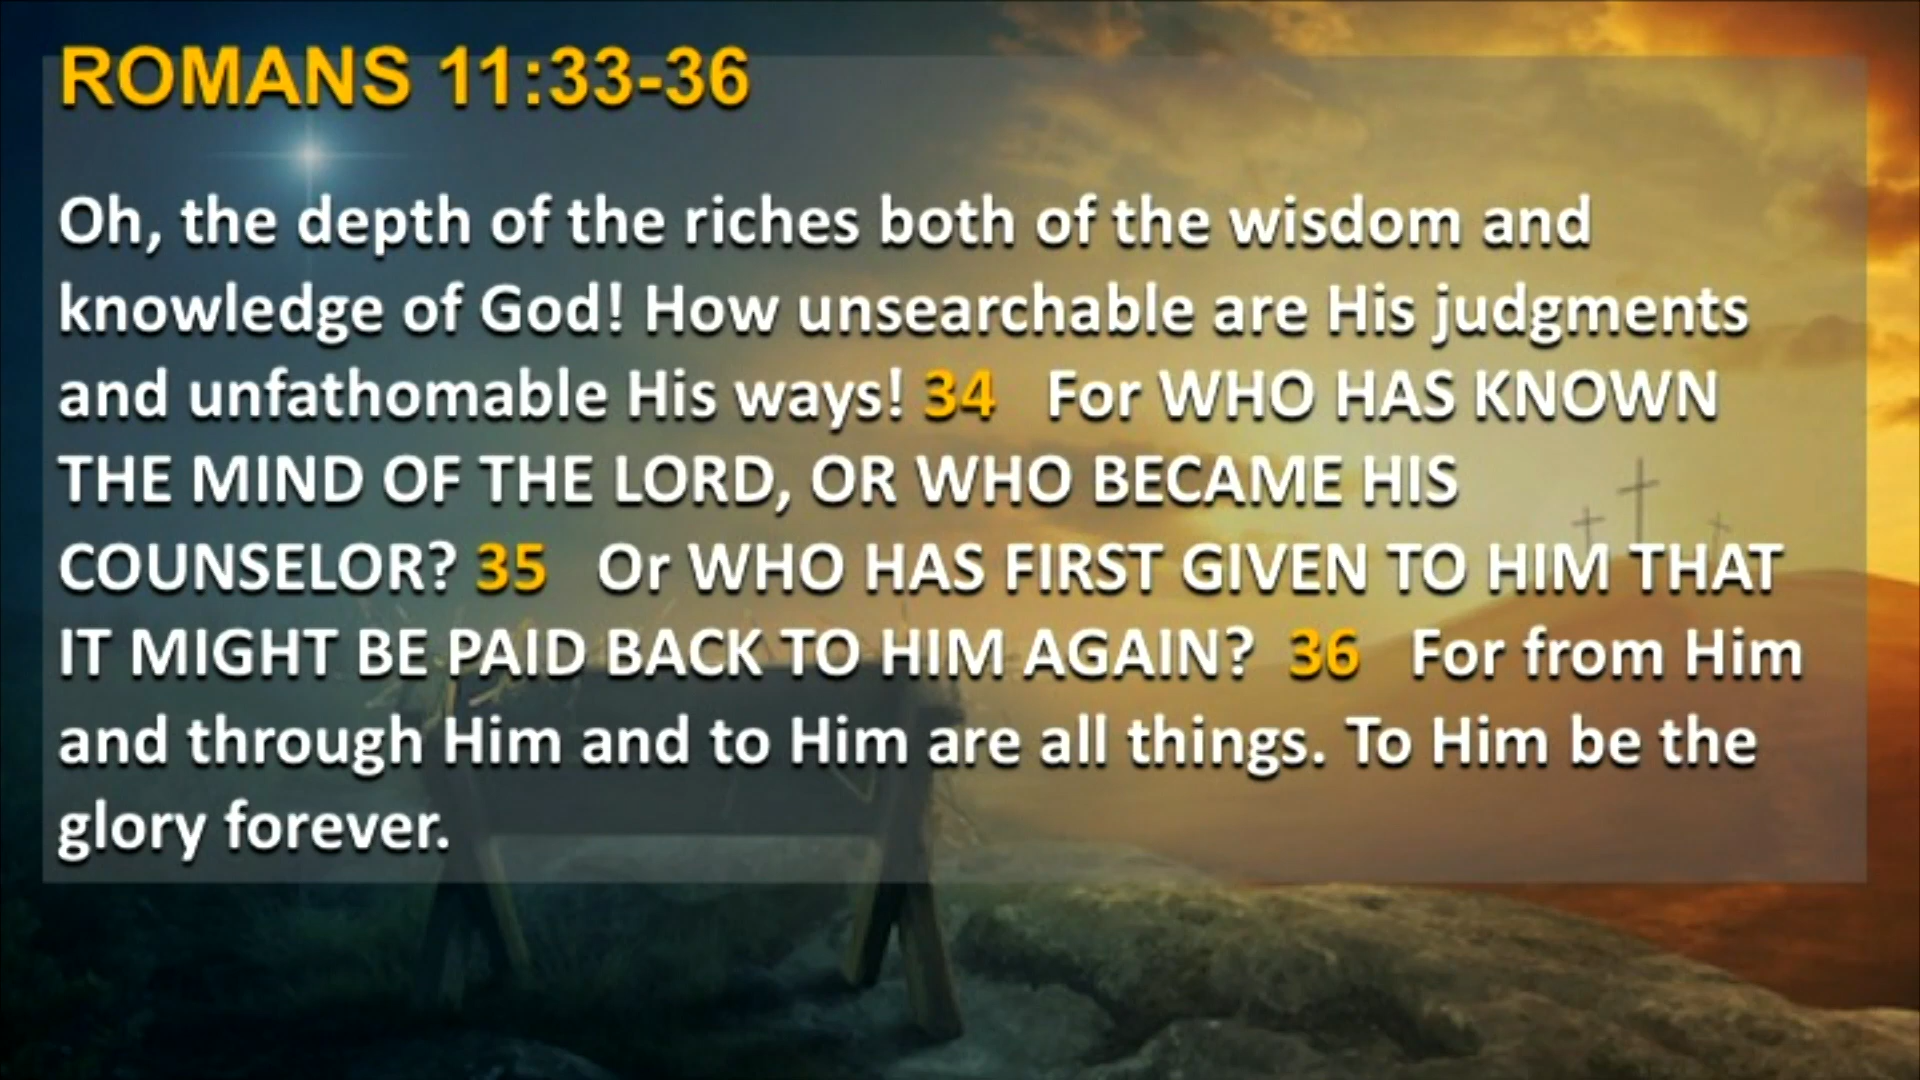 ROMANS 11:33-36
Oh, the depth of the riches both of the wisdom and
knowledge of God! How unsearchable are His judgments
and unfathomable His ways! 34 For WHO HAS KNOWN
THE MIND OF THE LORD, OR WHO BECAME HIS
COUNSELOR? 35 Or WHO HAS FIRST GIVEN TO HIM THAT
IT MIGHT BE PAID BACK TO HIM AGAIN? 36 For from Him
and through Him and to Him are all things. To Him be the
glory forever.